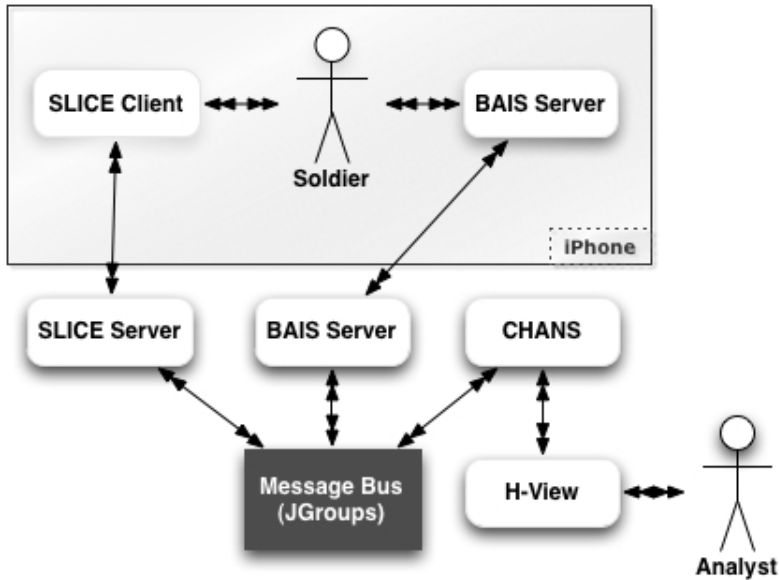 SLICE Client
BAIS Server
Soldier
iPhone
SLICE Server
BAIS Server
CHANS
Message Bus
(JGroups)
H-View
Analyst